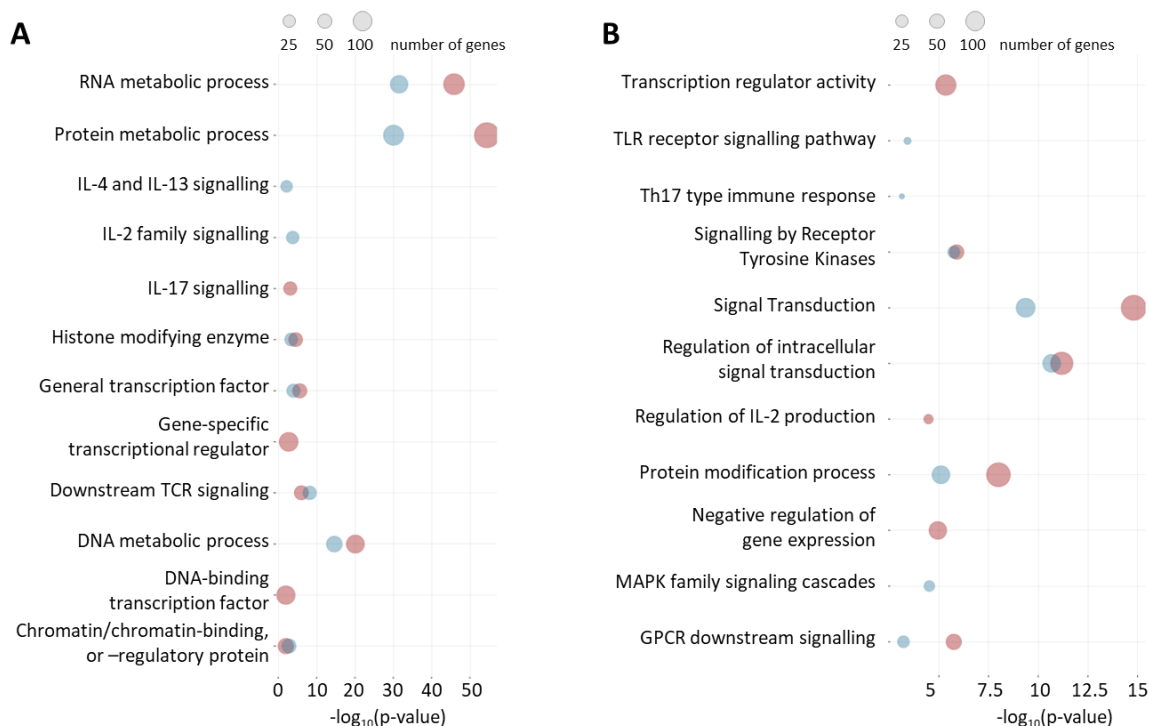 A
25 50 100 number of genes
RNA metabolic process
Protein metabolic process
IL-4 and IL-13 signalling
IL-2 family signalling
IL-17 signalling
Histone modifying enzyme
General transcription factor
Gene-specific
transcriptional regulator
Downstream TCR signaling
DNA metabolic process
DNA-binding
transcription factor
Chromatin/chromatin-binding,
or –regulatory protein
0 10 20 30 40 50
-log10(p-value)
B
25 50 100 number of genes
Transcription regulator activity
TLR receptor signalling pathway
Th17 type immune response
Signalling by Receptor
Tyrosine Kinases
Signal Transduction
Regulation of intracellular
signal transduction
Regulation of IL-2 production
Protein modification process
Negative regulation of
gene expression
MAPK family signaling cascades
GPCR downstream signalling
5 7.5 10 12.5 15
-log10(p-value)